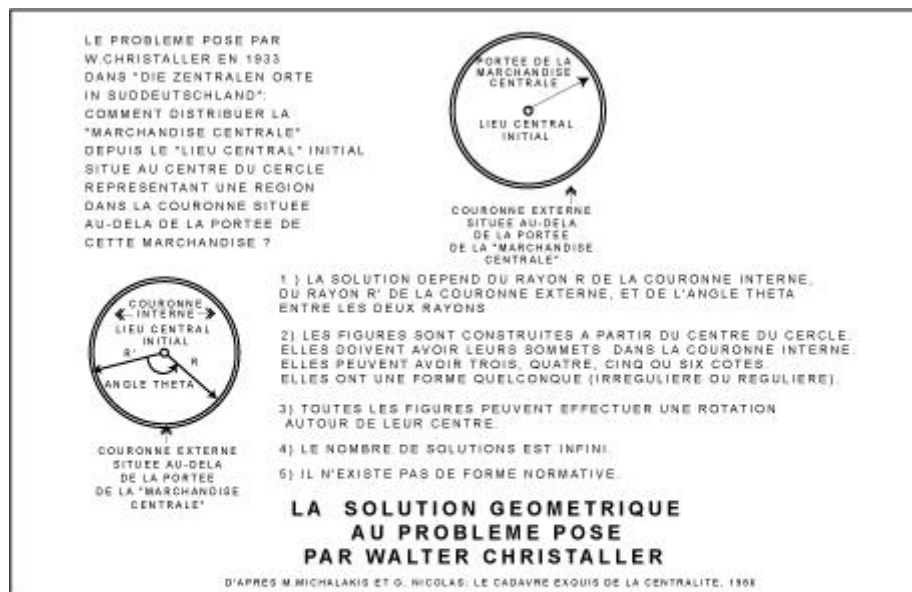 LE PROBLEME POSE PAR
W.CHRISTALLER EN 1933
DANS "DIE ZENTRALEN ORTE
IN SUDDEUTSCHLAND":
COMMENT DISTRIBUER LA
"MARCHANDISE CENTRALE"
DEPUIS LE "LIEU CENTRAL" INITIAL
SITUE AU CENTRE DU CERCLE
REPRESENTANT UNE REGION
DANS LA COURONNE SITUEE
AU-DELA DE LA PORTEE DE
CETTE MARCHANDISE ?
PORTEE DE LA
MARCHANDISE
CENTRALE
LIEU CENTRAL
INITIAL
COURONNE EXTERNE
SITUEE AU-DELA
DE LA PORTEE
DE LA "MARCHANDISE
CENTRALE"
COURONNE
INTERNE
LIEU CENTRAL
INITIAL
R'
R
ANGLE THETA
COURONNE EXTERNE
SITUEE AU-DELA
DE LA PORTEE
DE LA "MARCHANDISE
CENTRALE"
1 ) LA SOLUTION DEPEND DU RAYON R DE LA COURONNE INTERNE,
DU RAYON R' DE LA COURONNE EXTERNE, ET DE L'ANGLE THETA
ENTRE LES DEUX RAYONS
2) LES FIGURES SONT CONSTRUITES A PARTIR DU CENTRE DU CERCLE.
ELLES DOIVENT AVOIR LEURS SOMMETS DANS LA COURONNE INTERNE.
ELLES PEUVENT AVOIR TROIS, QUATRE, CINQ OU SIX COTES.
ELLES ONT UNE FORME QUELCONQUE (IRREGULIERE OU REGULIERE).
3) TOUTES LES FIGURES PEUVENT EFFECTUER UNE ROTATION
AUTOUR DE LEUR CENTRE.
4) LE NOMBRE DE SOLUTIONS EST INFINI.
5) IL N'EXISTE PAS DE FORME NORMATIVE.
LA SOLUTION GEOMETRIQUE
AU PROBLEME POSE
PAR WALTER CHRISTALLER
D'APRES M.MICHALAKIS ET G. NICOLAS: LE CADAVRE EXQUIS DE LA CENTRALITE,